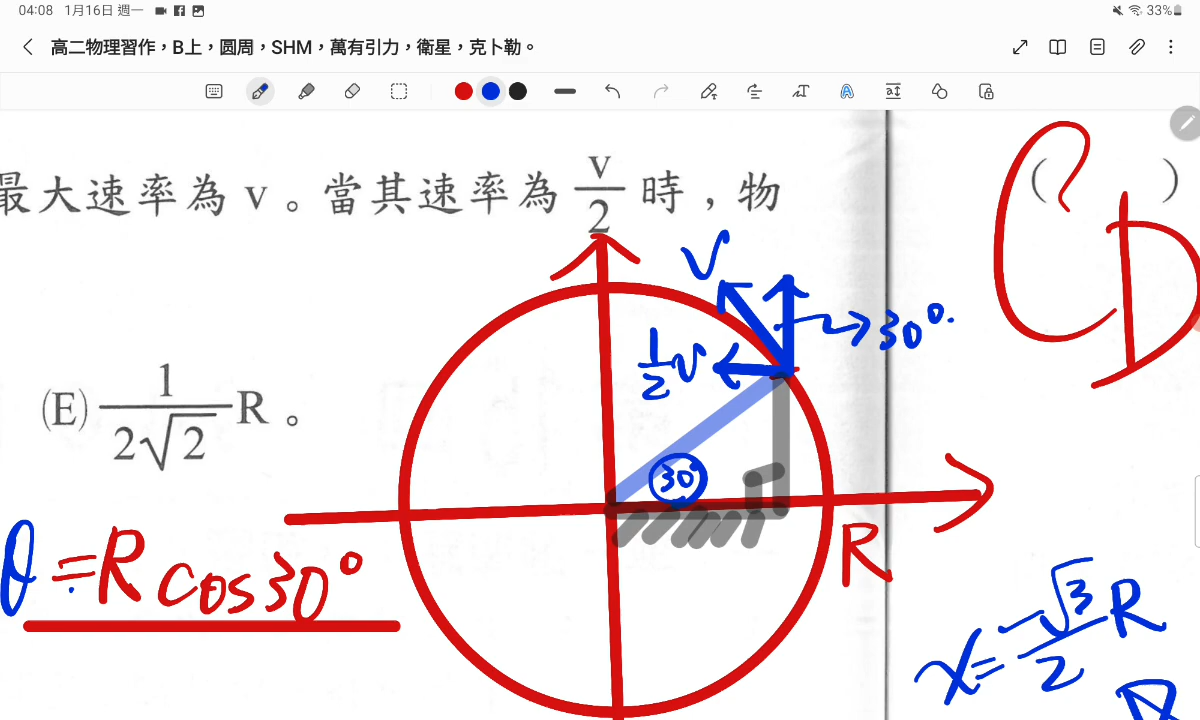 04:08 1月16日 週一 33%
高二物理習作，B上，圓周，SHM，萬有引力，衛星，克卜勒。
最大速率為 v 。當其速率為 v/2 時，物
( )
CD
V
1/2 v
30°.
(E) 1/(2√2) R 。
30°
θ = R cos30°
R
x = √3/2 R